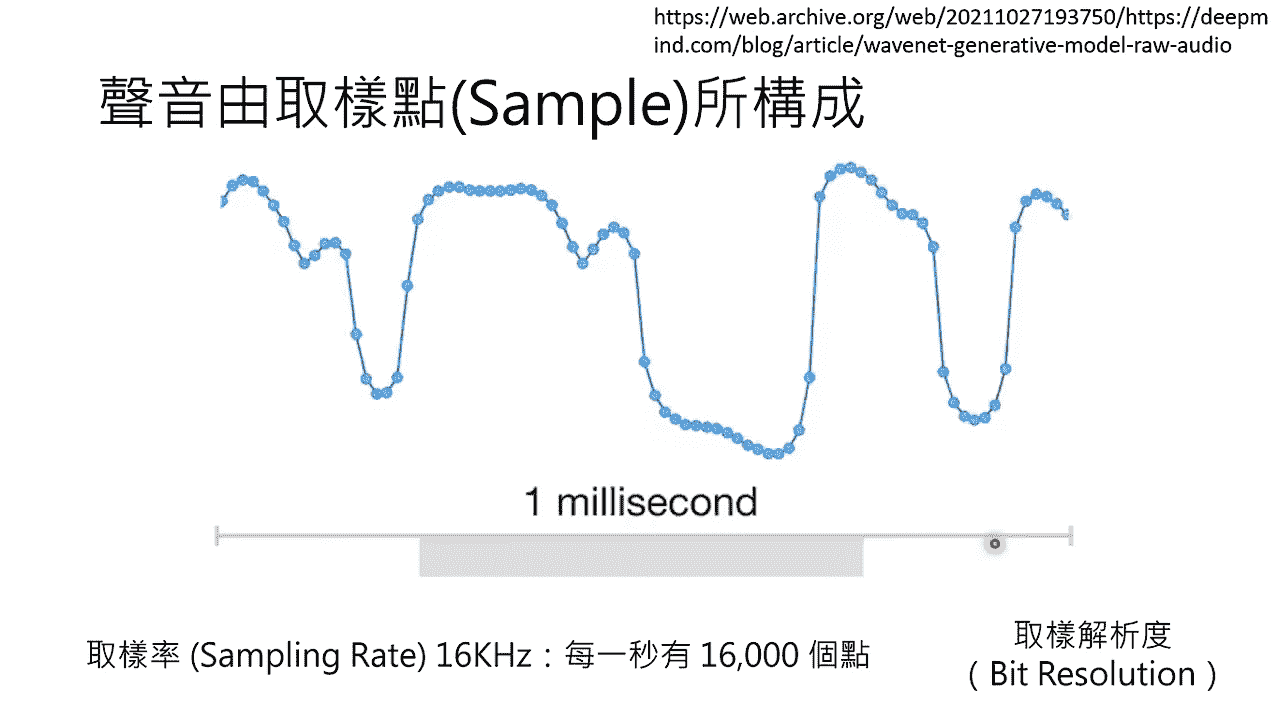 https://web.archive.org/web/20211027193750/https://deepm
ind.com/blog/article/wavenet-generative-model-raw-audio
聲音由取樣點(Sample)所構成
1 millisecond
取樣率 (Sampling Rate) 16KHz：每一秒有 16,000 個點
取樣解析度
( Bit Resolution )